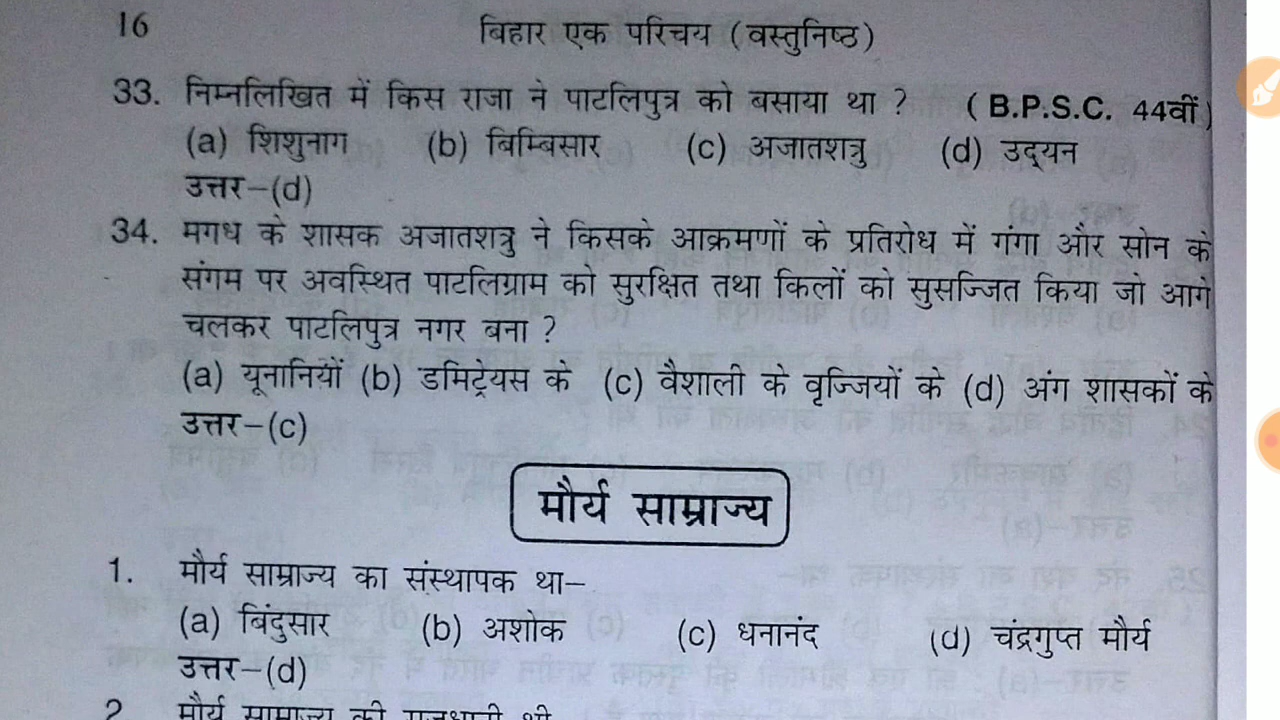 16 बिहार एक परिचय (वस्तुनिष्ठ)
33. निम्नलिखित में किस राजा ने पाटलिपुत्र को बसाया था ? ( B.P.S.C. 44वीं )
(a) शिशुनाग (b) बिम्बिसार (c) अजातशत्रु (d) उद्‌यन
उत्तर–(d)
34. मगध के शासक अजातशत्रु ने किसके आक्रमणों के प्रतिरोध में गंगा और सोन के
संगम पर अवस्थित पाटलिग्राम को सुरक्षित तथा किलों को सुसज्जित किया जो आगे
चलकर पाटलिपुत्र नगर बना ?
(a) यूनानियों (b) डमिट्रेयस के (c) वैशाली के वृज्जियों के (d) अंग शासकों के
उत्तर–(c)
मौर्य साम्राज्य
1. मौर्य साम्राज्य का संस्थापक था–
(a) बिंदुसार (b) अशोक (c) धनानंद (d) चंद्रगुप्त मौर्य
उत्तर–(d)
2. मौर्य साम्राज्य की राजधानी थी